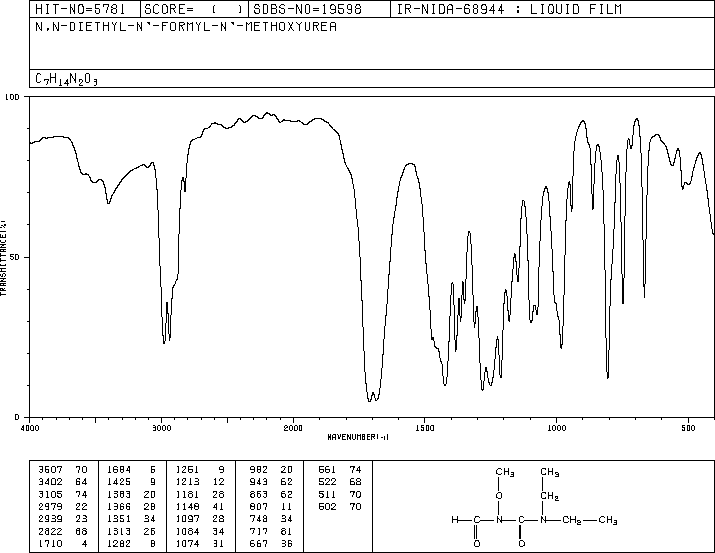 HIT-NO=5781 SCORE= ( ) SDBS-NO=19598 IR-NIDA-68944 : LIQUID FILM
N,N-DIETHYL-N'-FORMYL-N'-METHOXYUREA
C7H14N2O3
100
50
0
TRANSMITTANCE(%)
4000 3000 2000 1500 1000 500
WAVENUMBER(-1)
3507 70 1684 5 1251 9 982 20 561 74
3402 64 1425 9 1213 12 943 62 522 68
3105 74 1383 20 1181 28 863 62 511 70
2979 22 1366 28 1148 41 807 11 502 70
2939 23 1351 34 1097 28 748 34
2822 68 1313 26 1084 34 717 81
1710 4 1282 8 1074 31 667 36
CH3 CH3
O CH2
H—C—N—C—N—CH2—CH3
O O